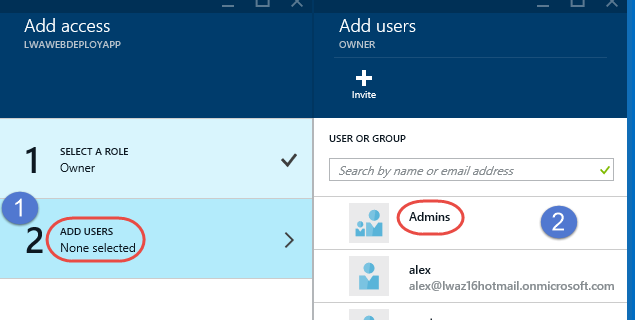 Add access
LWAWEBDEPLOYAPP
1
SELECT A ROLE
Owner
1
2
ADD USERS
None selected
Add users
OWNER
Invite
USER OR GROUP
Search by name or email address
Admins
2
alex
alex@lwaz16hotmail.onmicrosoft.com